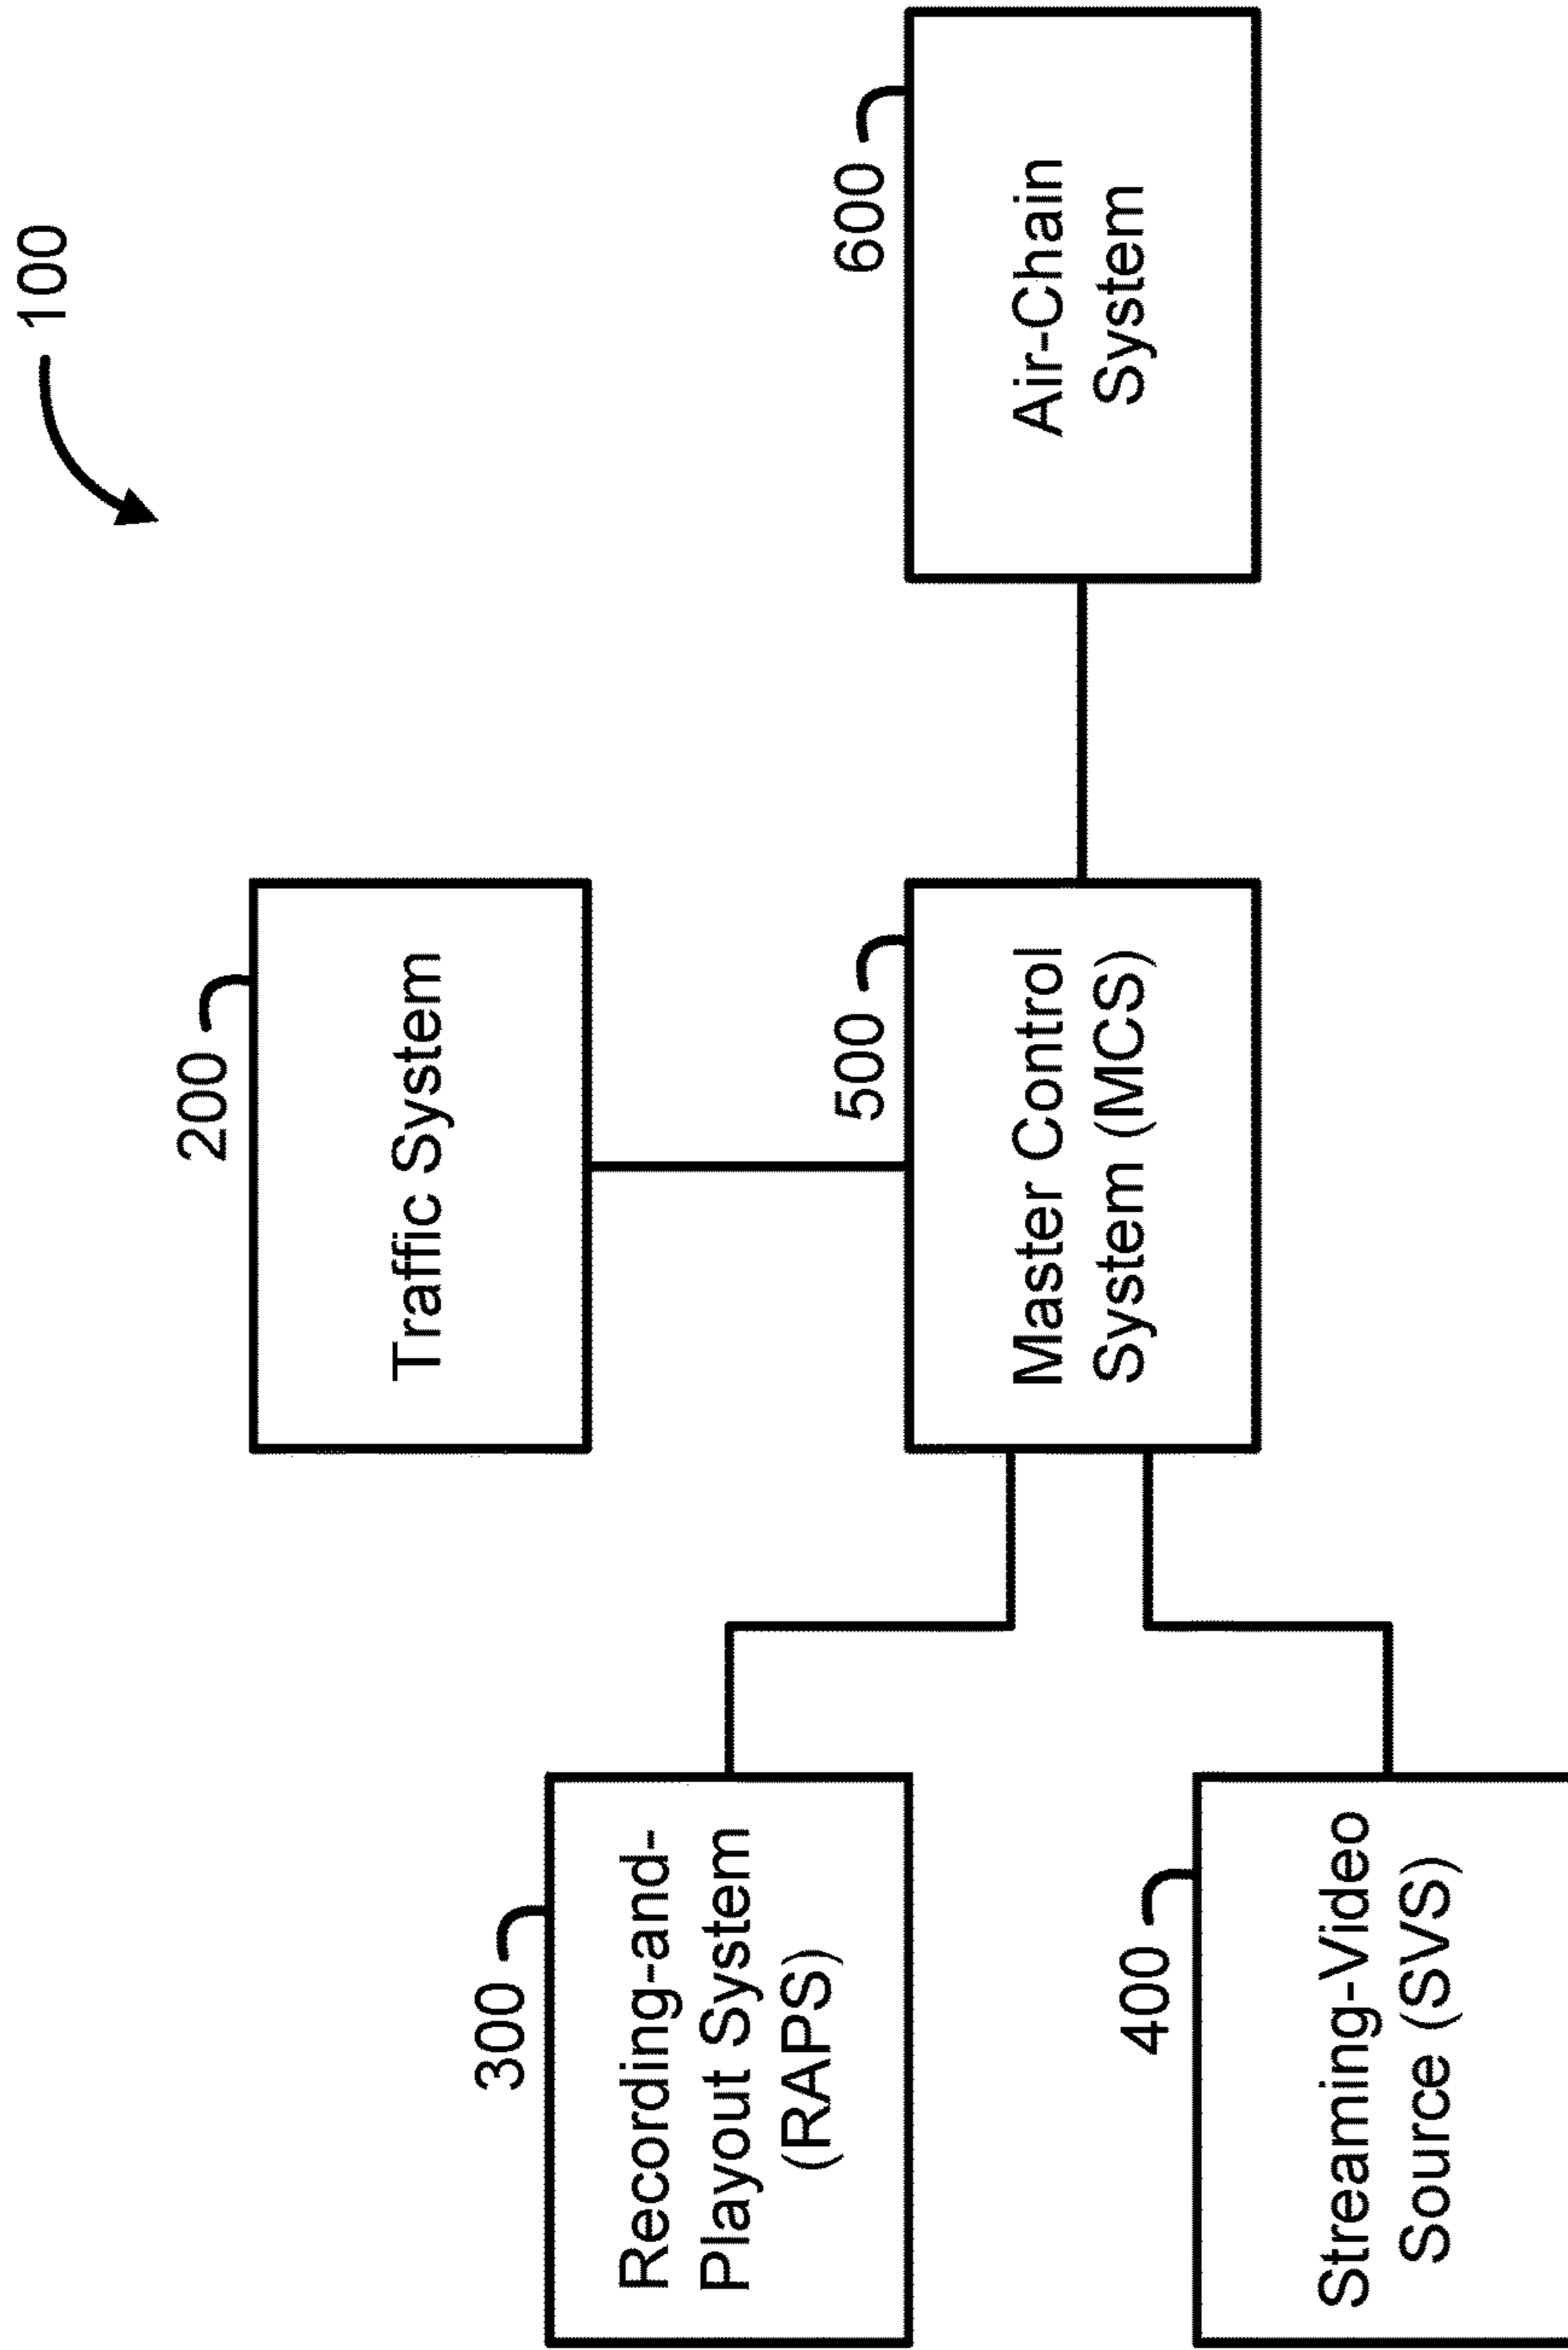 100
200
Traffic System
300
Recording-and-
Playout System
(RAPS)
500
Master Control
System (MCS)
600
Air-Chain
System
400
Streaming-Video
Source (SVS)